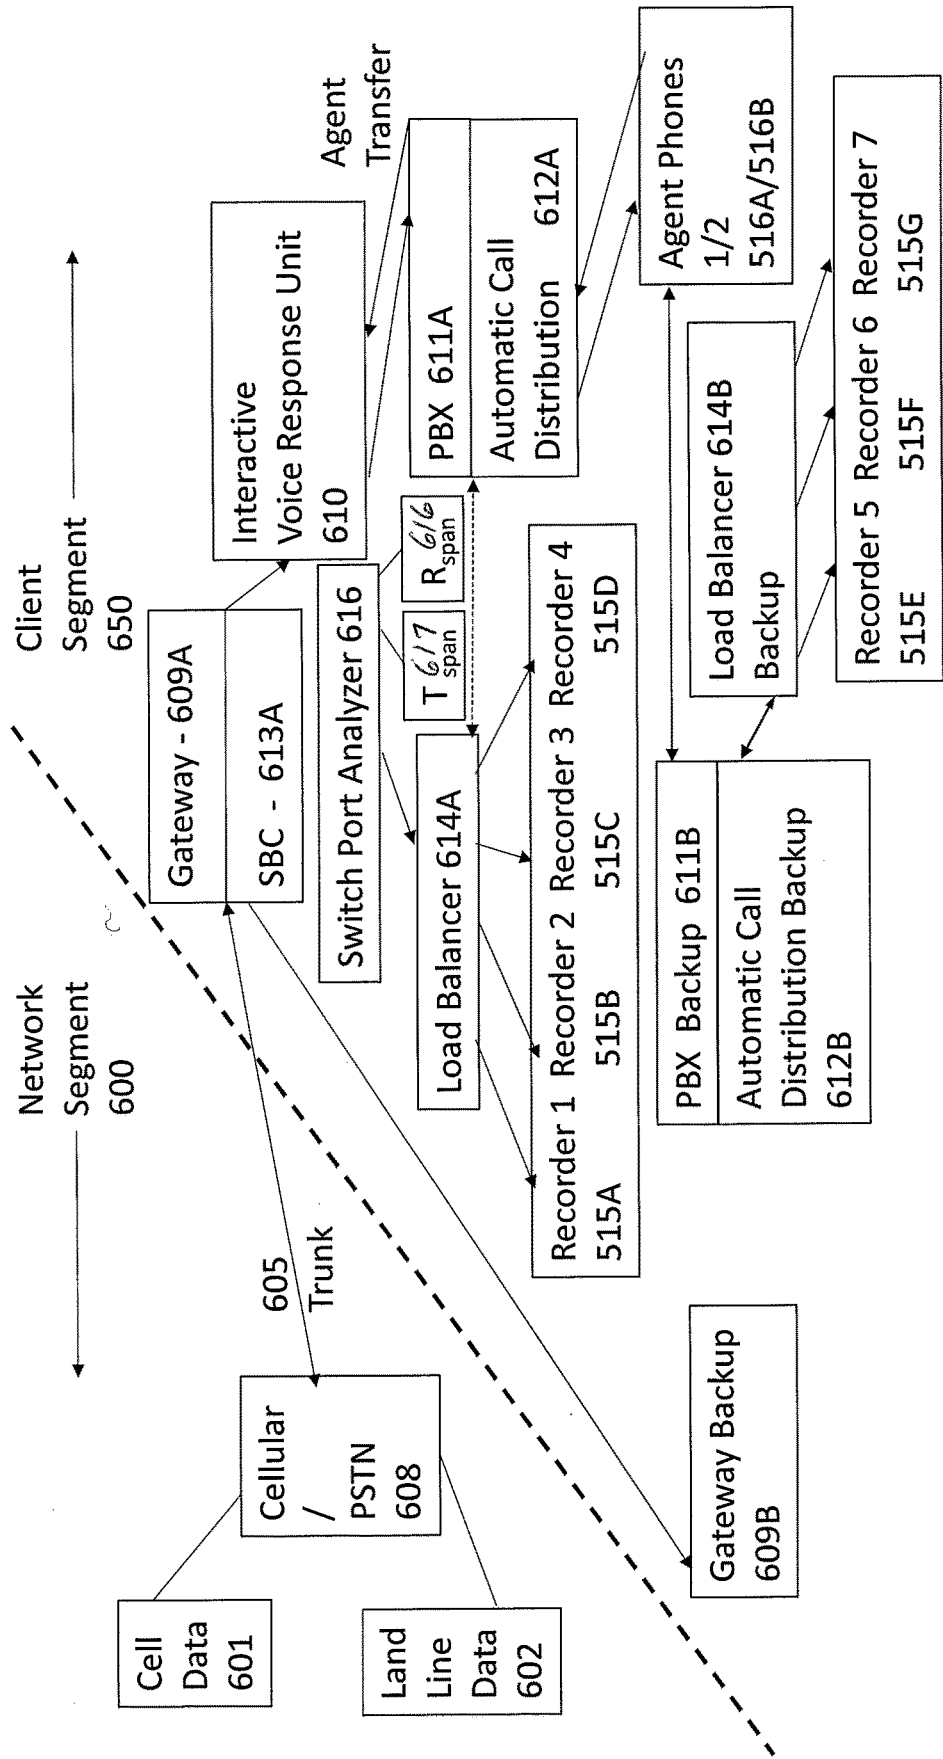 Network
Segment
600
Client
Segment
650
Cell
Data
601
Land
Line
Data
602
Cellular
/
PSTN
608
605
Trunk
Gateway - 609A
SBC - 613A
Interactive
Voice Response Unit
610
Agent
Transfer
Switch Port Analyzer 616
T 617
span
R 616
span
PBX 611A
Automatic Call
Distribution 612A
Load Balancer 614A
Recorder 1 Recorder 2 Recorder 3 Recorder 4
515A 515B 515C 515D
Agent Phones
1/2
516A/516B
Gateway Backup
609B
PBX Backup 611B
Automatic Call
Distribution Backup
612B
Load Balancer 614B
Backup
Recorder 5 Recorder 6 Recorder 7
515E 515F 515G